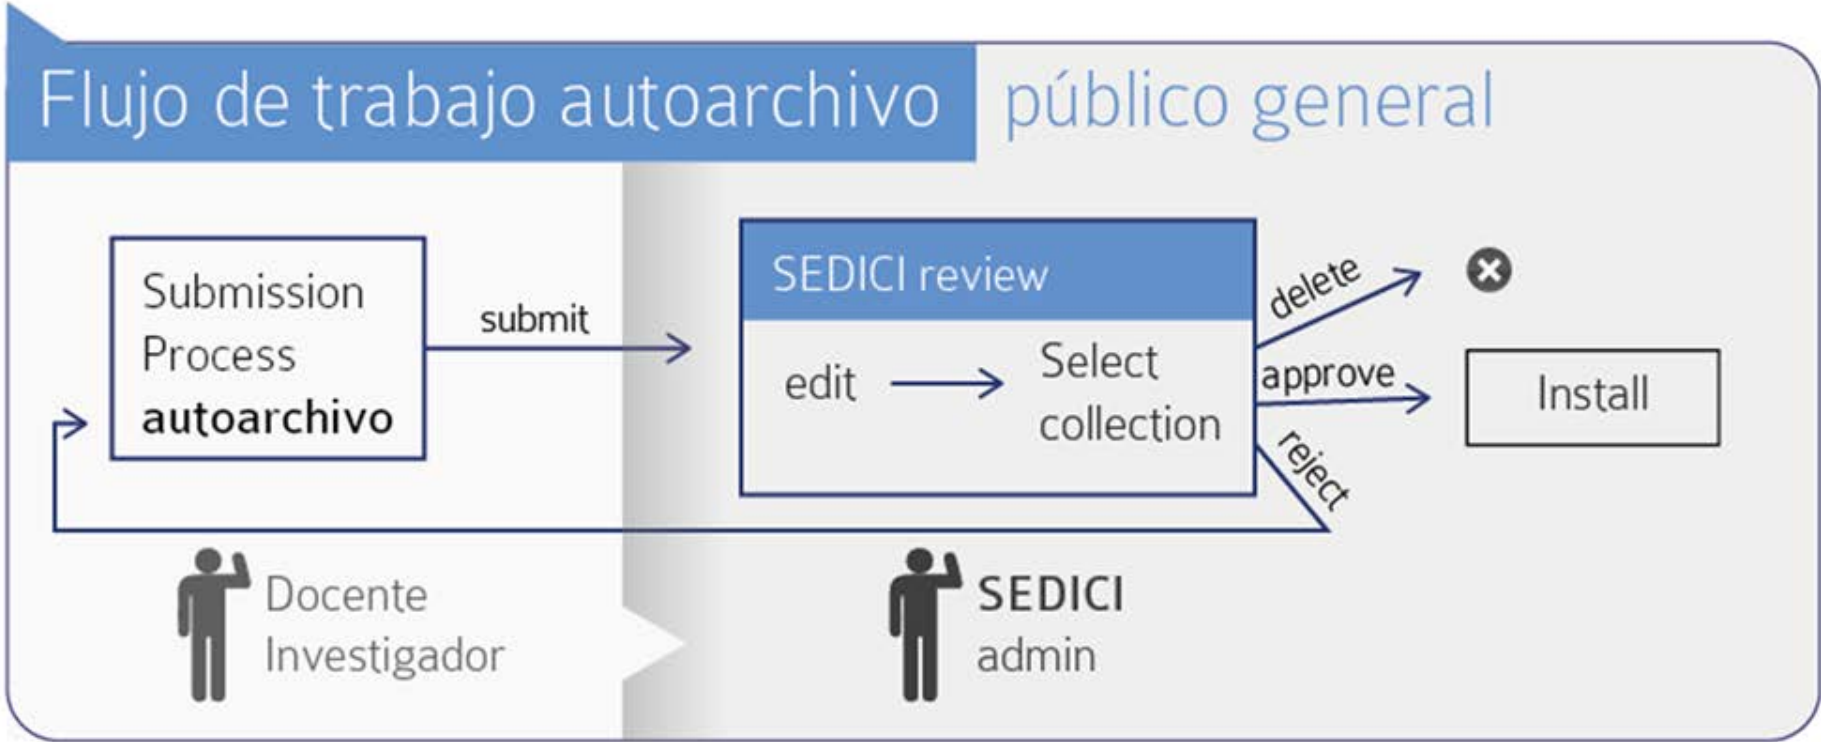 Flujo de trabajo autoarchivo público general
Submission
Process
autoarchivo
submit
SEDICI review
edit
Select
collection
delete
approve
reject
Install
Docente
Investigador
SEDICI
admin